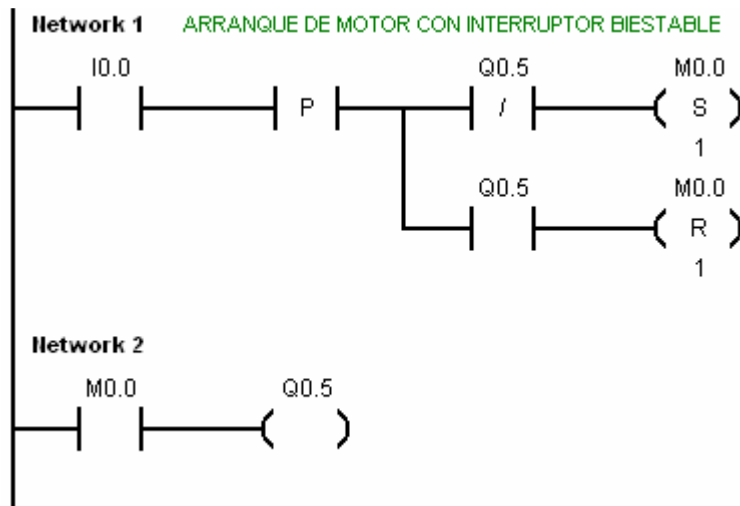 Network 1 ARRANQUE DE MOTOR CON INTERRUPTOR BIESTABLE
I0.0 Q0.5 M0.0
P / S
1
Q0.5 M0.0
R
1
Network 2
M0.0 Q0.5